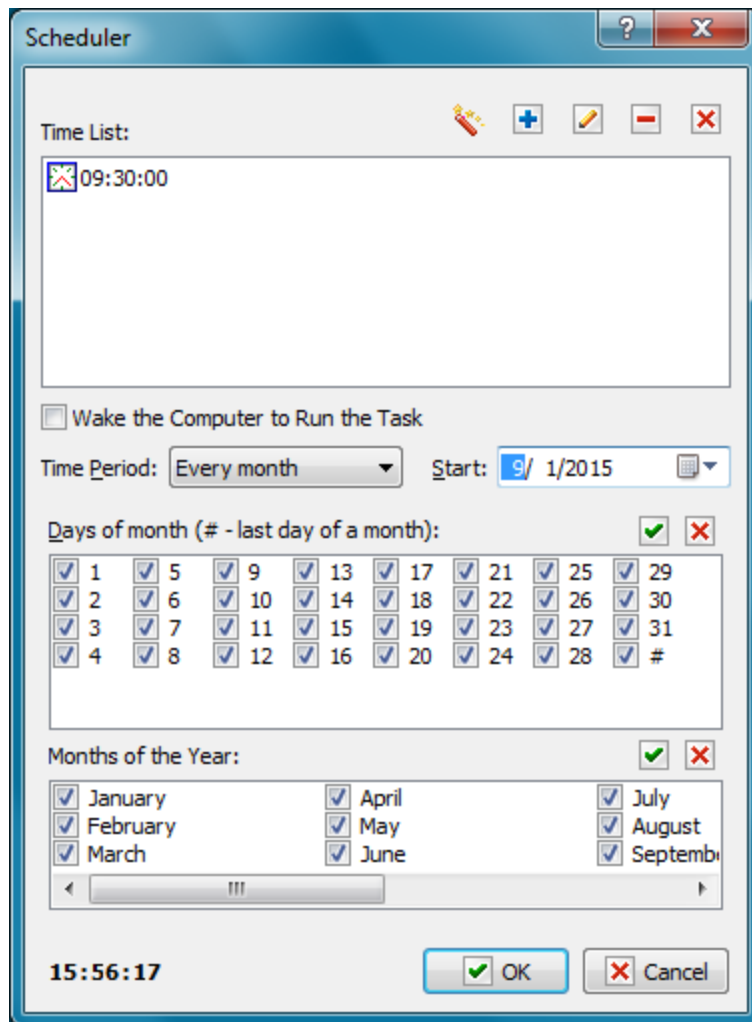 Scheduler
Time List:
09:30:00
Wake the Computer to Run the Task
Time Period: Every month Start: 9/ 1/2015
Days of month (# - last day of a month):
1 5 9 13 17 21 25 29
2 6 10 14 18 22 26 30
3 7 11 15 19 23 27 31
4 8 12 16 20 24 28 #
Months of the Year:
January April July
February May August
March June Septemb
15:56:17 OK Cancel